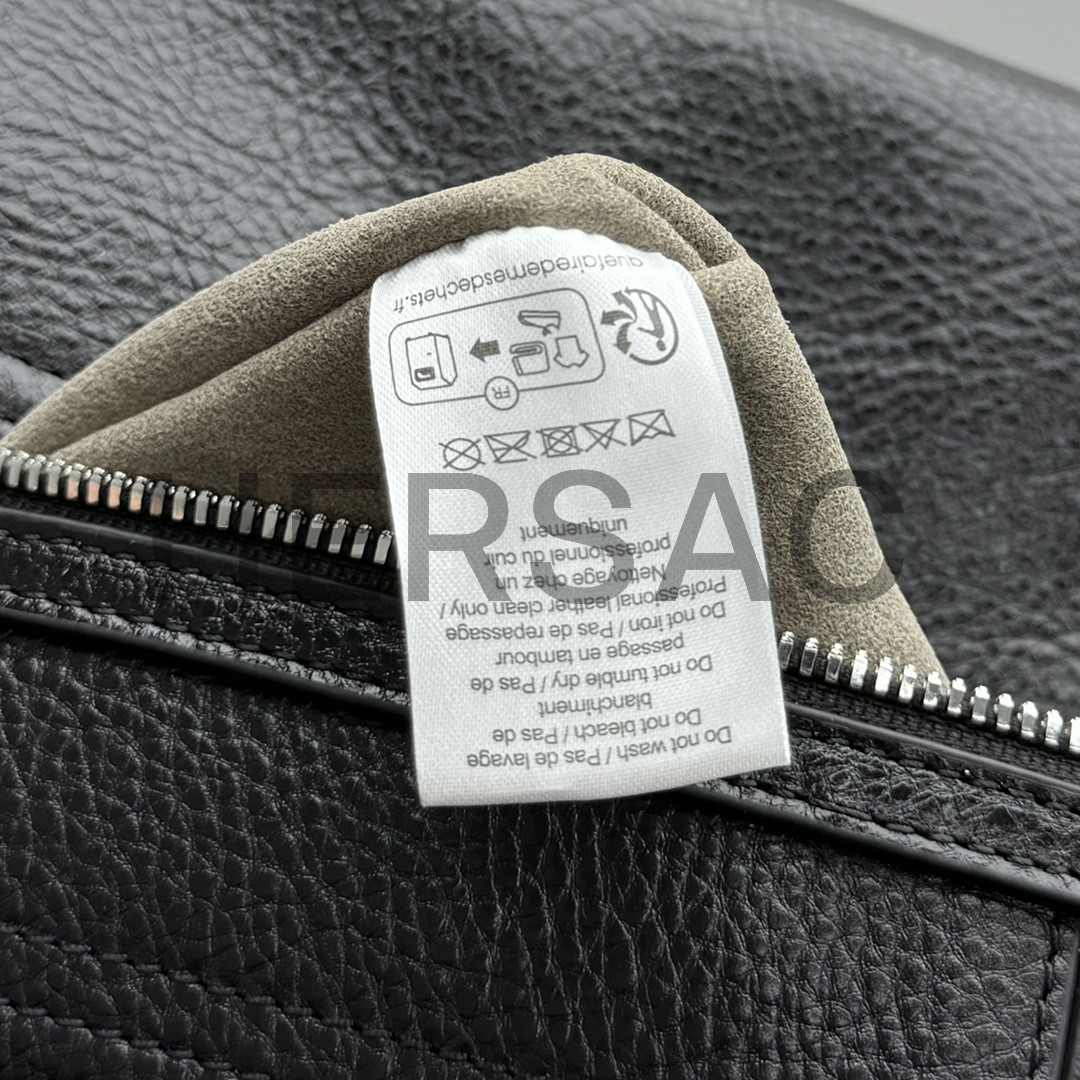 HERSAC
Do not wash / Pas de lavage
Do not bleach / Pas de
blanchiment
Do not tumble dry / Pas de
passage en tambour
Do not iron / Pas de repassage
Professional leather clean only /
Nettoyage chez un
professionnel du cuir
uniquement
FR
quefairedemesdechets.fr